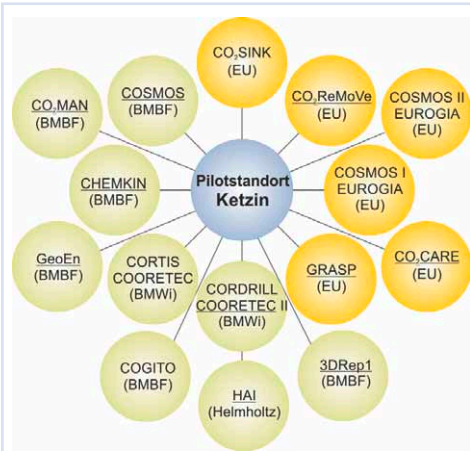 CO₂SINK
(EU)
COSMOS
(BMBF)
CO₂ReMoVe
(EU)
CO₂MAN
(BMBF)
COSMOS II
EUROGIA
(EU)
Pilotstandort
Ketzin
CHEMKIN
(BMBF)
COSMOS I
EUROGIA
(EU)
GeoEn
(BMBF)
CORTIS
COORETEC
(BMWi)
CORDRILL
COORETEC II
(BMWi)
GRASP
(EU)
CO₂CARE
(EU)
COGITO
(BMBF)
HAI
(Helmholtz)
3DRep1
(BMBF)